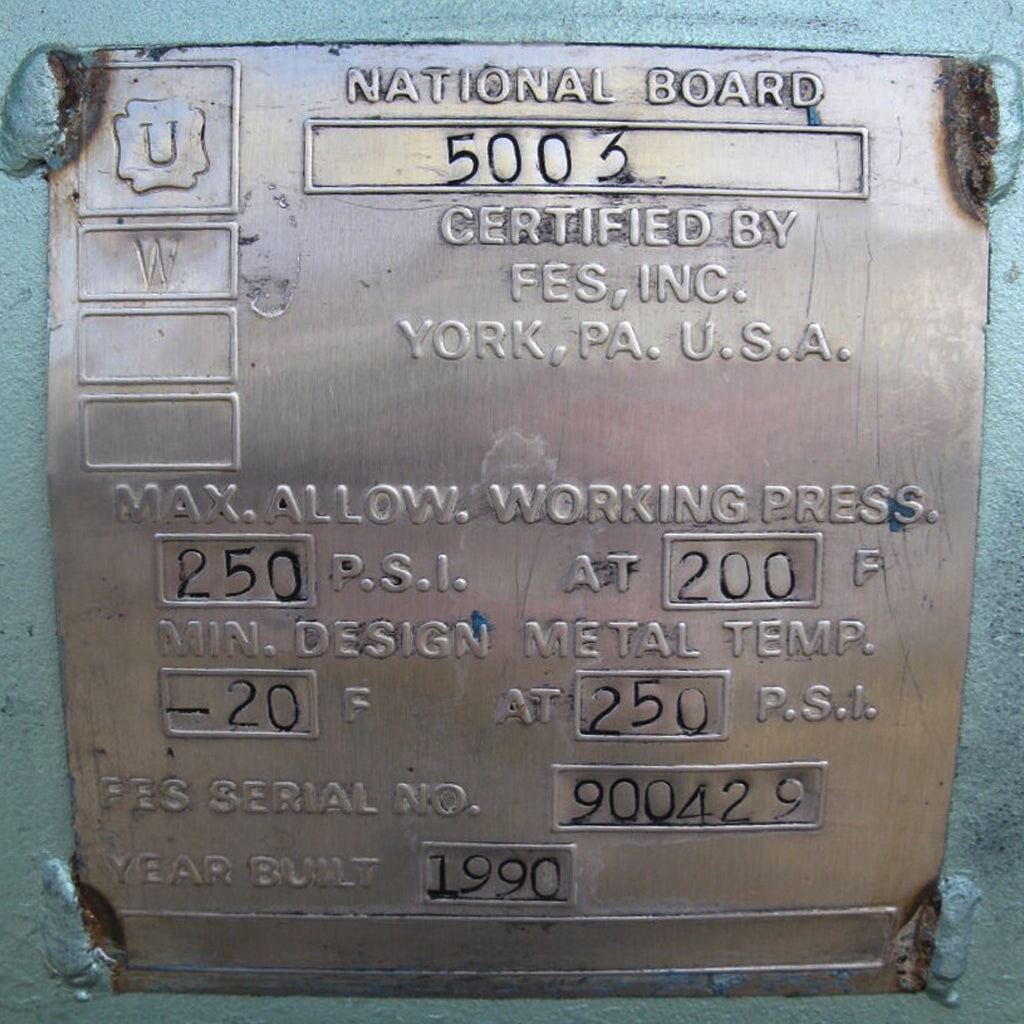 U
NATIONAL BOARD
5003
W
CERTIFIED BY
FES, INC.
YORK, PA. U.S.A.
MAX. ALLOW. WORKING PRESS.
250 P.S.I. AT 200 F
MIN. DESIGN METAL TEMP.
-20 F AT 250 P.S.I.
FES SERIAL NO. 900429
YEAR BUILT 1990